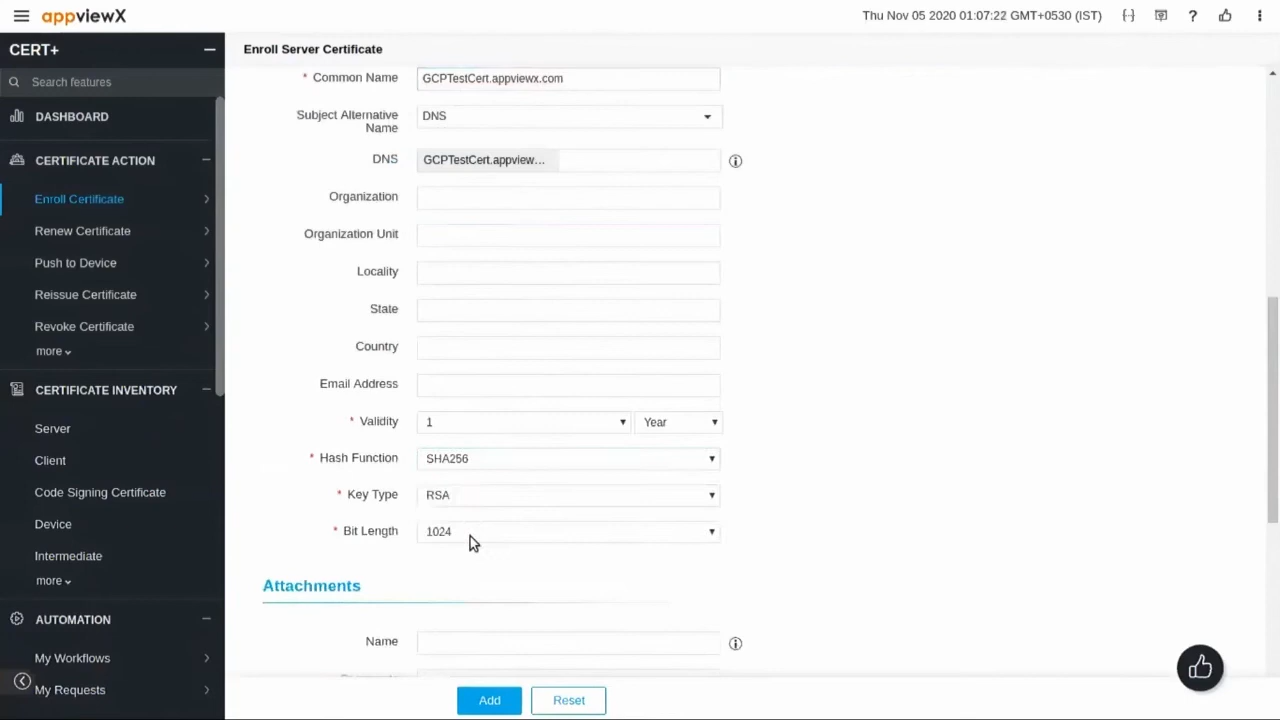 appviewX
Thu Nov 05 2020 01:07:22 GMT+0530 (IST)
CERT+
Search features
DASHBOARD
CERTIFICATE ACTION
Enroll Certificate
Renew Certificate
Push to Device
Reissue Certificate
Revoke Certificate
more
CERTIFICATE INVENTORY
Server
Client
Code Signing Certificate
Device
Intermediate
more
AUTOMATION
My Workflows
My Requests
Enroll Server Certificate
* Common Name GCPTestCert.appviewx.com
Subject Alternative Name DNS
DNS GCPTestCert.appview...
Organization
Organization Unit
Locality
State
Country
Email Address
* Validity 1 Year
* Hash Function SHA256
* Key Type RSA
* Bit Length 1024
Attachments
Name
Add Reset